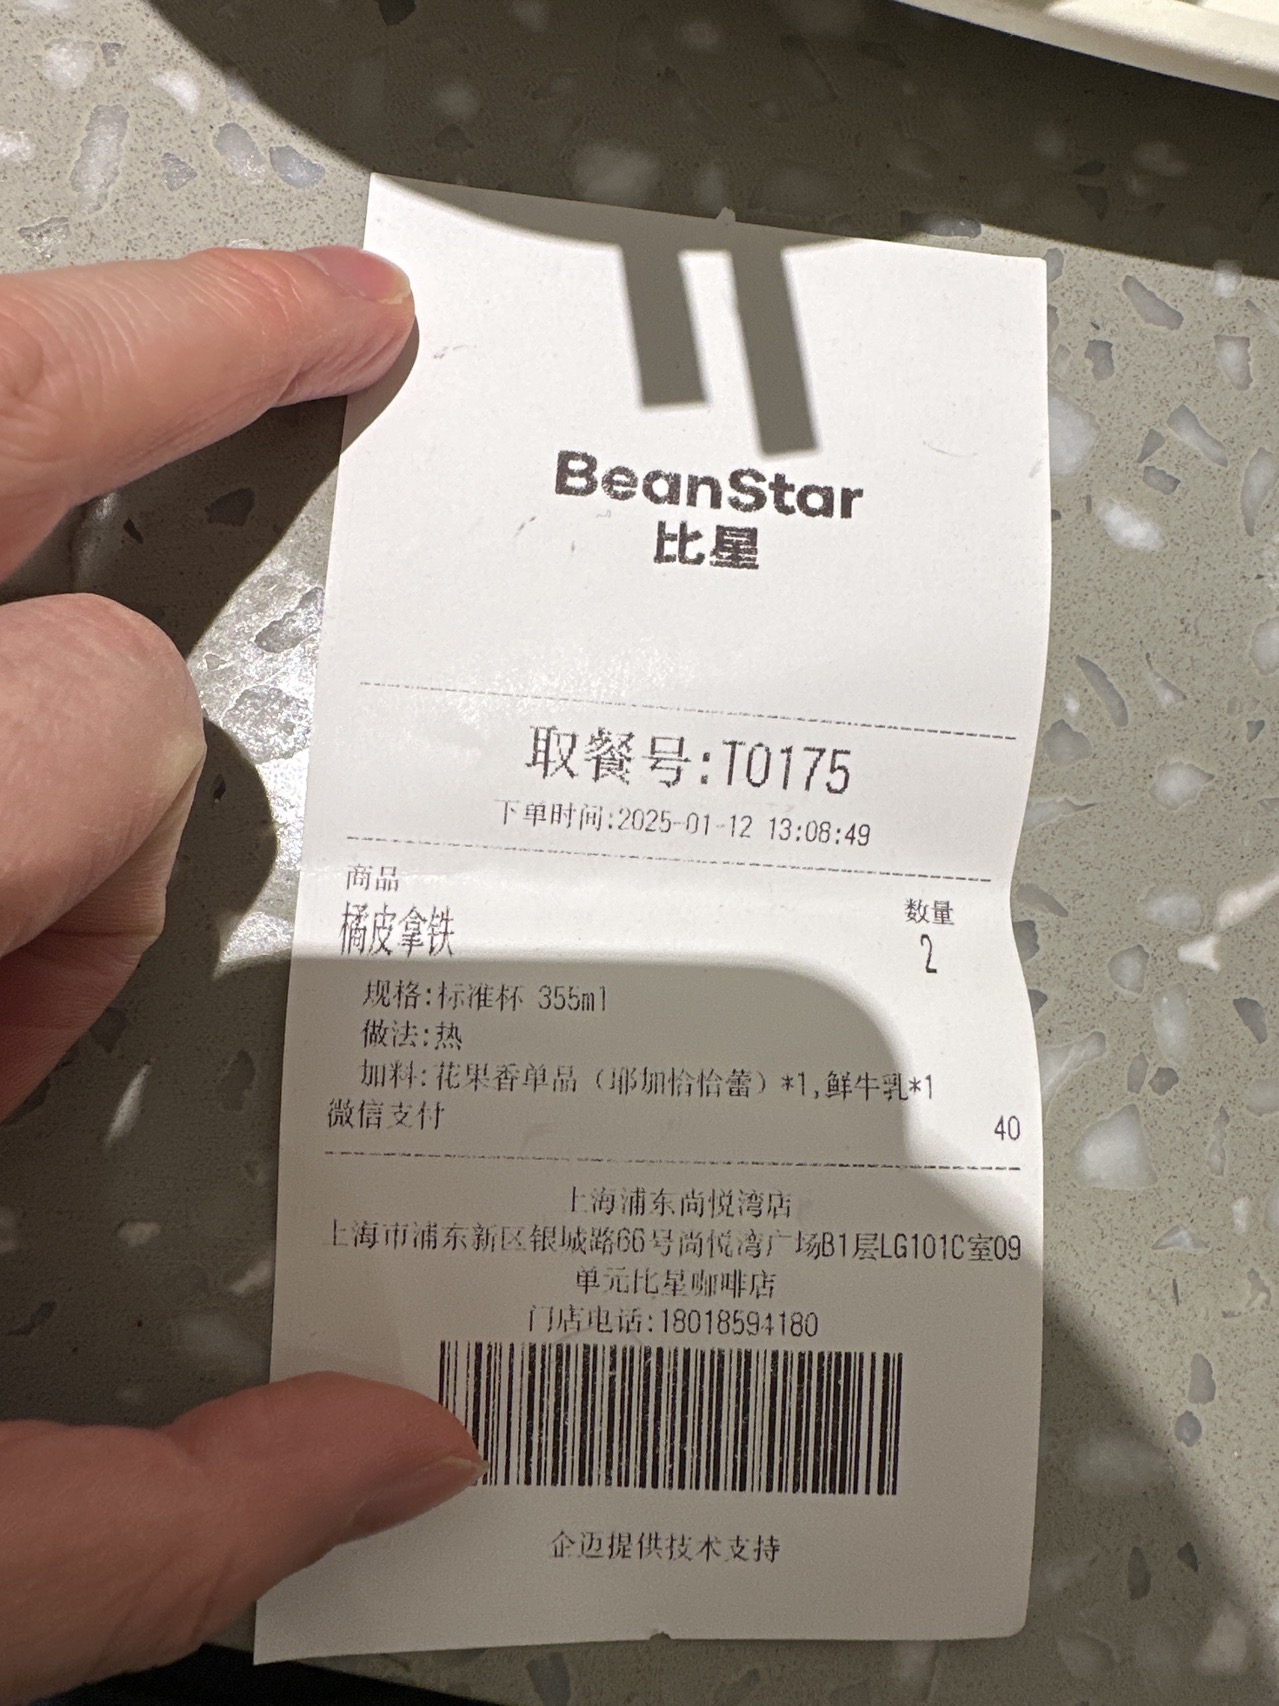 BeanStar
比星
取餐号:T0175
下单时间:2025-01-12 13:08:49
商品 数量
橘皮拿铁 2
规格:标准杯 355ml
做法:热
加料:花果香单品（耶加恰恰蕾）*1,鲜牛乳*1
微信支付 40
上海浦东尚悦湾店
上海市浦东新区银城路66号尚悦湾广场B1层LG101C室09
单元比星咖啡店
门店电话:18018594180
企迈提供技术支持